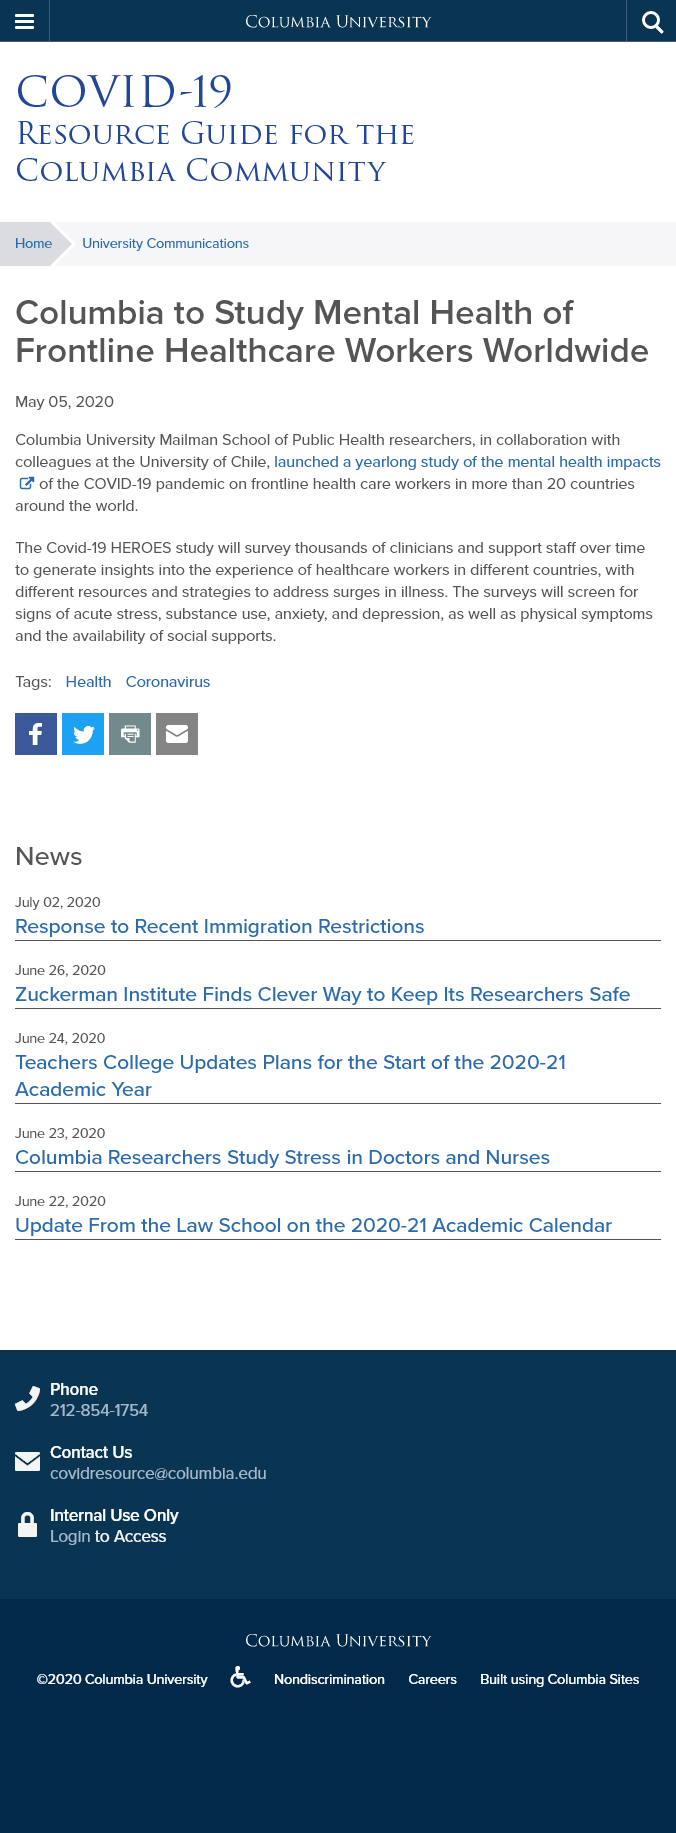 Columbia University
COVID-19
Resource Guide for the
Columbia Community
Home University Communications
Columbia to Study Mental Health of
Frontline Healthcare Workers Worldwide
May 05, 2020
Columbia University Mailman School of Public Health researchers, in collaboration with
colleagues at the University of Chile, launched a yearlong study of the mental health impacts
of the COVID-19 pandemic on frontline health care workers in more than 20 countries
around the world.
The Covid-19 HEROES study will survey thousands of clinicians and support staff over time
to generate insights into the experience of healthcare workers in different countries, with
different resources and strategies to address surges in illness. The surveys will screen for
signs of acute stress, substance use, anxiety, and depression, as well as physical symptoms
and the availability of social supports.
Tags: Health Coronavirus
News
July 02, 2020
Response to Recent Immigration Restrictions
June 26, 2020
Zuckerman Institute Finds Clever Way to Keep Its Researchers Safe
June 24, 2020
Teachers College Updates Plans for the Start of the 2020-21
Academic Year
June 23, 2020
Columbia Researchers Study Stress in Doctors and Nurses
June 22, 2020
Update From the Law School on the 2020-21 Academic Calendar
Phone
212-854-1754
Contact Us
covidresource@columbia.edu
Internal Use Only
Login to Access
Columbia University
©2020 Columbia University Nondiscrimination Careers Built using Columbia Sites